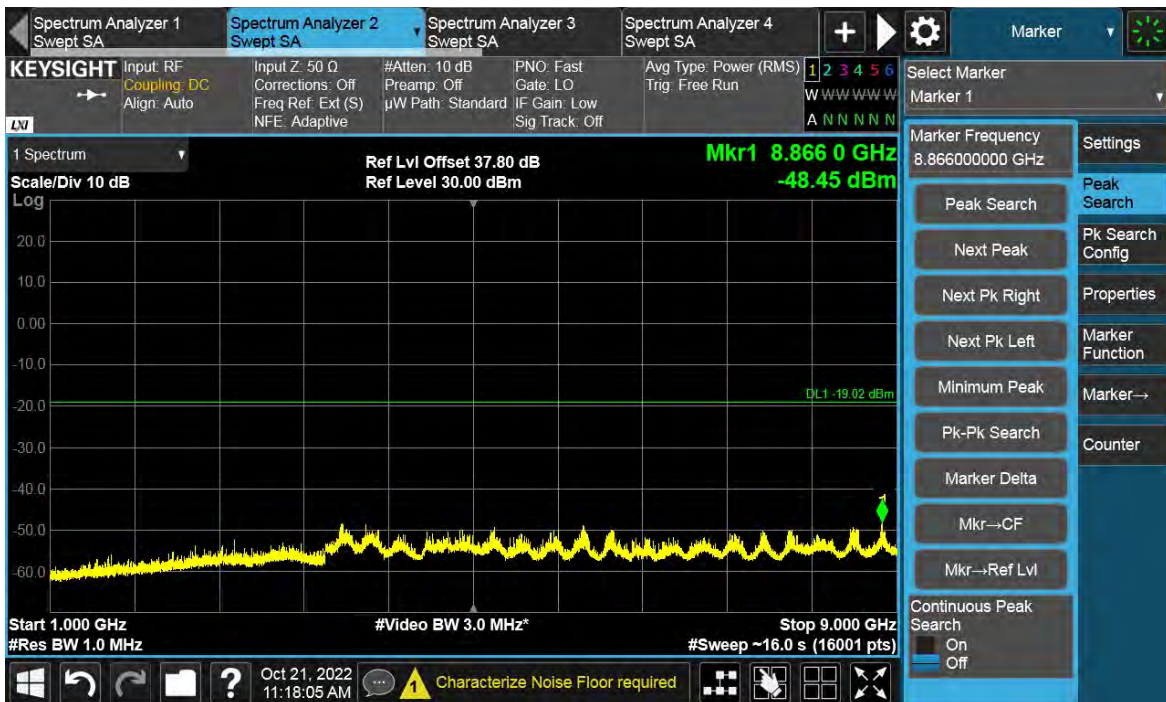 Spectrum Analyzer 1
Swept SA
Spectrum Analyzer 2
Swept SA
Spectrum Analyzer 3
Swept SA
Spectrum Analyzer 4
Swept SA
+
Marker
KEYSIGHT
LXI
Input: RF
Coupling: DC
Align: Auto
Input Z: 50 Ω
Corrections: Off
Freq Ref: Ext (S)
NFE: Adaptive
#Atten: 10 dB
Preamp: Off
µW Path: Standard
PNO: Fast
Gate: LO
IF Gain: Low
Sig Track: Off
Avg Type: Power (RMS)
Trig: Free Run
1 2 3 4 5 6
W W W W W W
A N N N N N
Select Marker
Marker 1
1 Spectrum
Scale/Div 10 dB
Log
Ref Lvl Offset 37.80 dB
Ref Level 30.00 dBm
Mkr1 8.866 0 GHz
-48.45 dBm
20.0
10.0
0.00
-10.0
-20.0
-30.0
-40.0
-50.0
-60.0
DL1 -19.02 dBm
1
Start 1.000 GHz
#Res BW 1.0 MHz
#Video BW 3.0 MHz*
Stop 9.000 GHz
#Sweep ~16.0 s (16001 pts)
Marker Frequency
8.866000000 GHz
Peak Search
Next Peak
Next Pk Right
Next Pk Left
Minimum Peak
Pk-Pk Search
Marker Delta
Mkr→CF
Mkr→Ref Lvl
Continuous Peak
Search
On
Off
Settings
Peak
Search
Pk Search
Config
Properties
Marker
Function
Marker→
Counter
?
Oct 21, 2022
11:18:05 AM
1
Characterize Noise Floor required